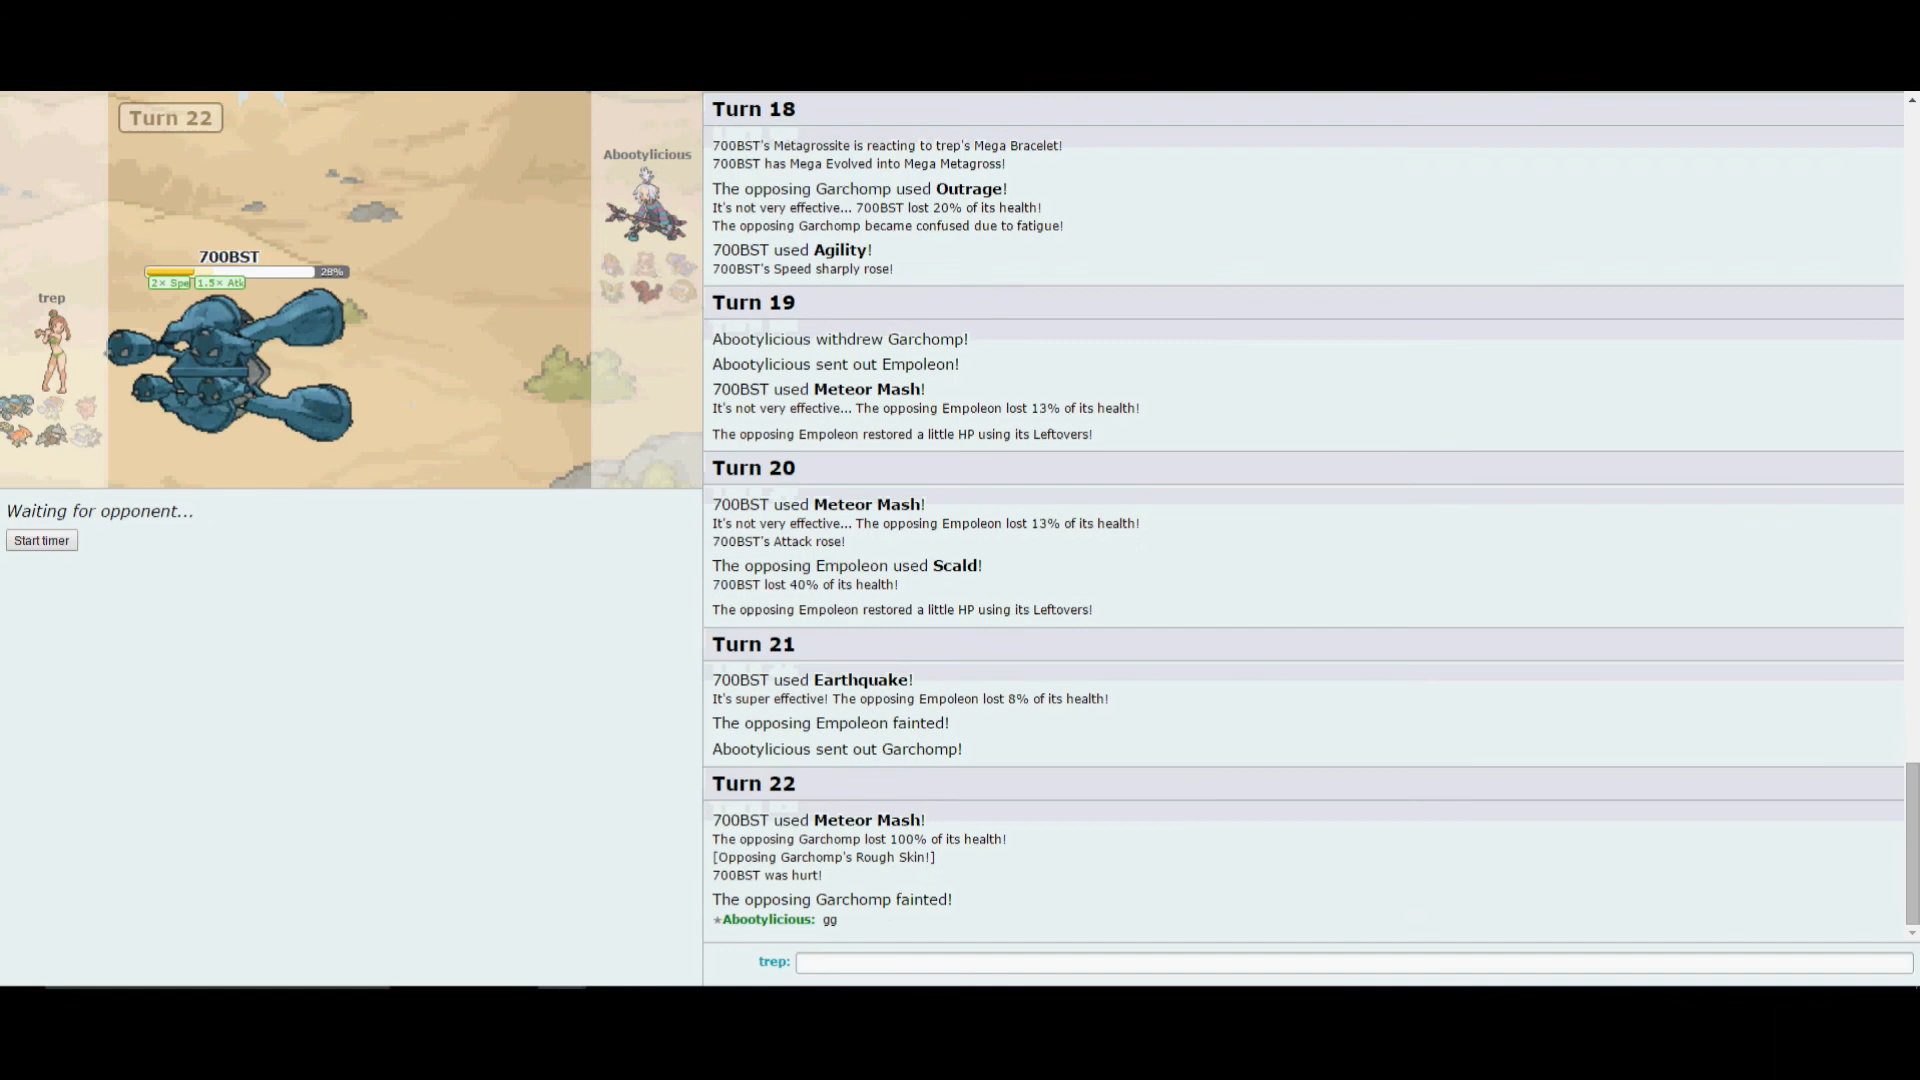 Turn 22
Abootylicious
700BST
28%
2× Spe 1.5× Atk
trep
Waiting for opponent...
Start timer
Turn 18
700BST's Metagrossite is reacting to trep's Mega Bracelet!
700BST has Mega Evolved into Mega Metagross!
The opposing Garchomp used Outrage!
It's not very effective... 700BST lost 20% of its health!
The opposing Garchomp became confused due to fatigue!
700BST used Agility!
700BST's Speed sharply rose!
Turn 19
Abootylicious withdrew Garchomp!
Abootylicious sent out Empoleon!
700BST used Meteor Mash!
It's not very effective... The opposing Empoleon lost 13% of its health!
The opposing Empoleon restored a little HP using its Leftovers!
Turn 20
700BST used Meteor Mash!
It's not very effective... The opposing Empoleon lost 13% of its health!
700BST's Attack rose!
The opposing Empoleon used Scald!
700BST lost 40% of its health!
The opposing Empoleon restored a little HP using its Leftovers!
Turn 21
700BST used Earthquake!
It's super effective! The opposing Empoleon lost 8% of its health!
The opposing Empoleon fainted!
Abootylicious sent out Garchomp!
Turn 22
700BST used Meteor Mash!
The opposing Garchomp lost 100% of its health!
[Opposing Garchomp's Rough Skin!]
700BST was hurt!
The opposing Garchomp fainted!
★Abootylicious: gg
trep: